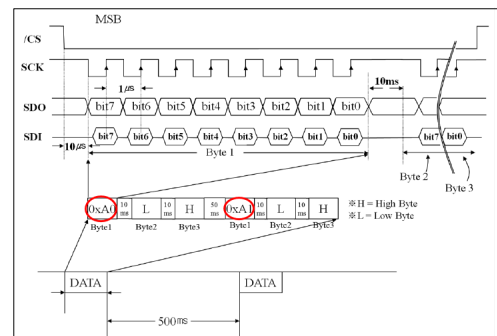 MSB
/CS
SCK
1㎲ 10㎳
SDO bit7 bit6 bit5 bit4 bit3 bit2 bit1 bit0
SDI bit7 bit6 bit5 bit4 bit3 bit2 bit1 bit0 bit7 bit0
10㎲ Byte 1 Byte 2 Byte 3
0xA0 10 ms L 10 ms H 50 ms 0xA1 10 ms L 10 ms H
Byte1 Byte2 Byte3 Byte1 Byte2 Byte3
※H = High Byte
※L = Low Byte
DATA DATA
500㎳